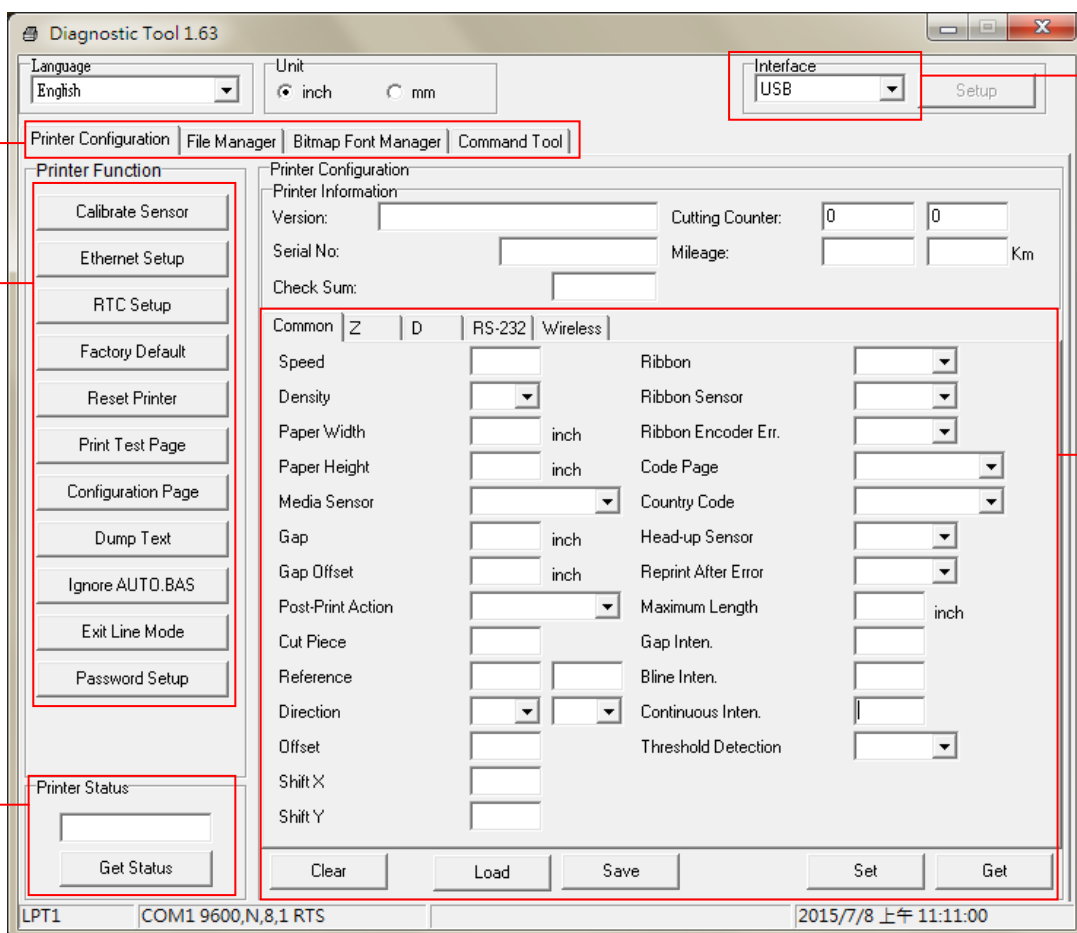 Diagnostic Tool 1.63
Language
English
Unit
inch
mm
Interface
USB
Setup
Printer Configuration
File Manager
Bitmap Font Manager
Command Tool
Printer Function
Calibrate Sensor
Ethernet Setup
RTC Setup
Factory Default
Reset Printer
Print Test Page
Configuration Page
Dump Text
Ignore AUTO.BAS
Exit Line Mode
Password Setup
Printer Status
Get Status
Printer Configuration
Printer Information
Version:
Cutting Counter:
0
0
Serial No:
Mileage:
Km
Check Sum:
Common
Z
D
RS-232
Wireless
Speed
Density
Paper Width
inch
Paper Height
inch
Media Sensor
Gap
inch
Gap Offset
inch
Post-Print Action
Cut Piece
Reference
Direction
Offset
Shift X
Shift Y
Ribbon
Ribbon Sensor
Ribbon Encoder Err.
Code Page
Country Code
Head-up Sensor
Reprint After Error
Maximum Length
inch
Gap Inten.
Bline Inten.
Continuous Inten.
Threshold Detection
Clear
Load
Save
Set
Get
LPT1
COM1 9600,N,8,1 RTS
2015/7/8 上午 11:11:00